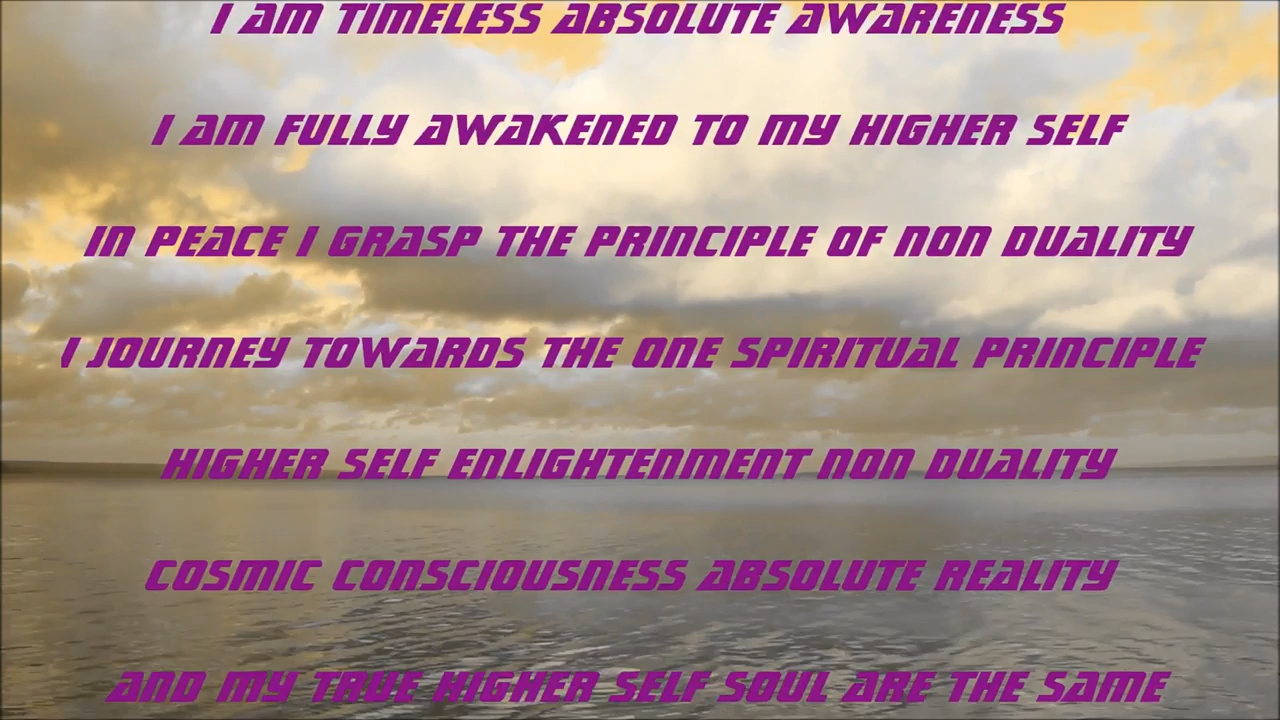 I AM TIMELESS ABSOLUTE AWARENESS
I AM FULLY AWAKENED TO MY HIGHER SELF
IN PEACE I GRASP THE PRINCIPLE OF NON DUALITY
I JOURNEY TOWARDS THE ONE SPIRITUAL PRINCIPLE
HIGHER SELF ENLIGHTENMENT NON DUALITY
COSMIC CONSCIOUSNESS ABSOLUTE REALITY
AND MY TRUE HIGHER SELF SOUL ARE THE SAME